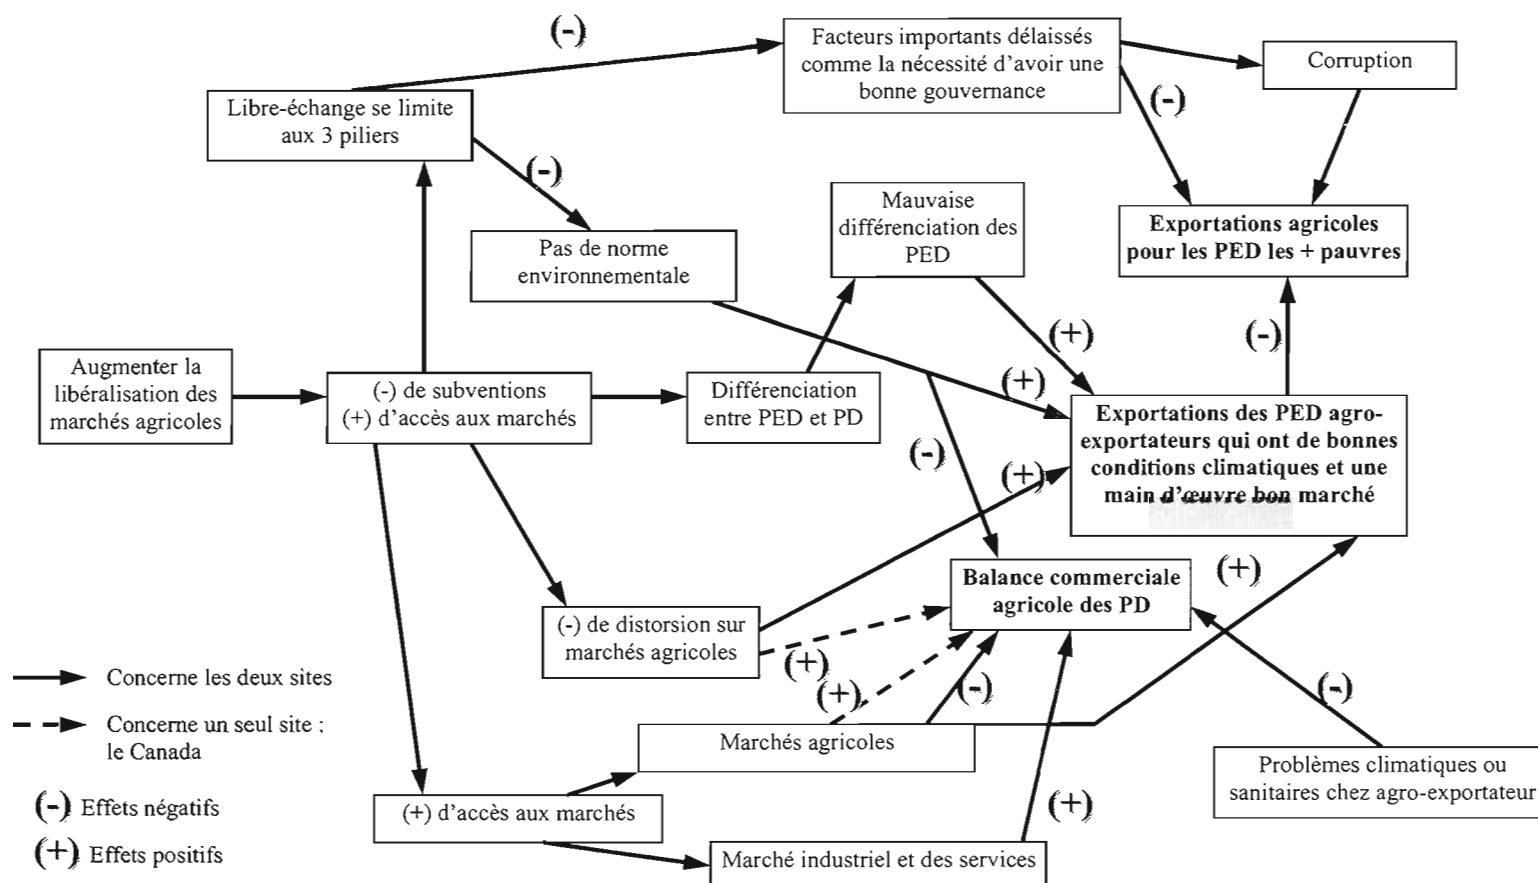 (-)
Facteurs importants délaissés
comme la nécessité d'avoir une
bonne gouvernance
Corruption
(-)
Libre-échange se limite
aux 3 piliers
(-)
Mauvaise
différenciation des
PED
Exportations agricoles
pour les PED les + pauvres
Pas de norme
environnementale
(+)
(-)
Augmenter la
libéralisation des
marchés agricoles
(-) de subventions
(+) d'accès aux marchés
Différenciation
entre PED et PD
(+)
Exportations des PED agro-
exportateurs qui ont de bonnes
conditions climatiques et une
main d'œuvre bon marché
(-)
(+)
Balance commerciale
agricole des PD
(+)
(-) de distorsion sur
marchés agricoles
(+)
(+)
(-)
(-)
Concerne les deux sites
Concerne un seul site :
le Canada
(-) Effets négatifs
(+) Effets positifs
Marchés agricoles
Problèmes climatiques ou
sanitaires chez agro-exportateur
(+) d'accès aux marchés
(+)
Marché industriel et des services